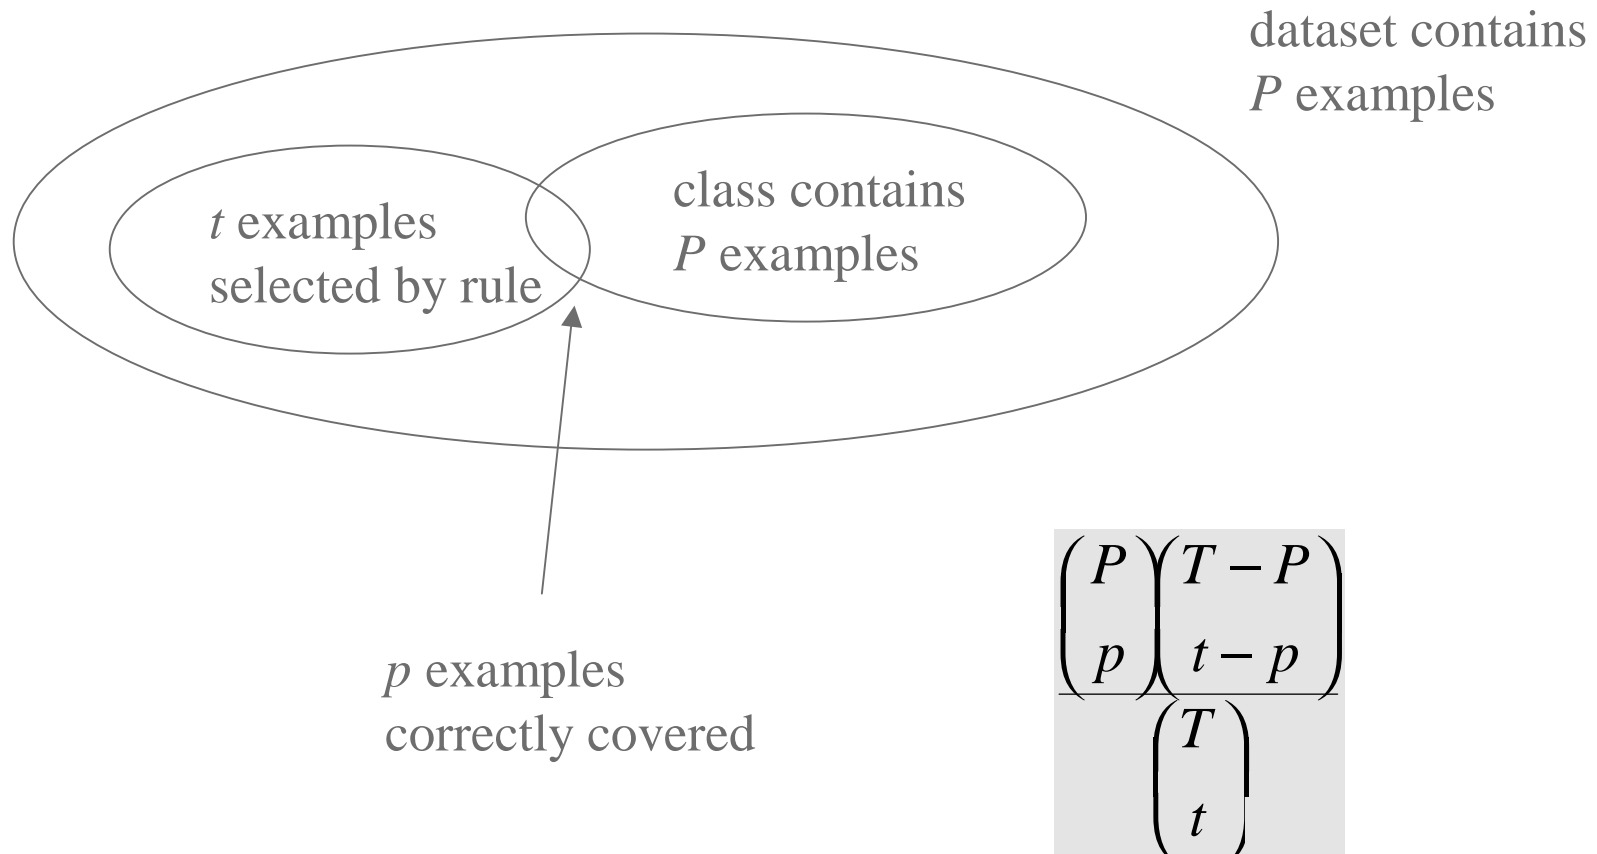 dataset contains
P examples
class contains
P examples
t examples
selected by rule
p examples
correctly covered
(P) (T – P)
(p) (t – p)
(T)
(t)